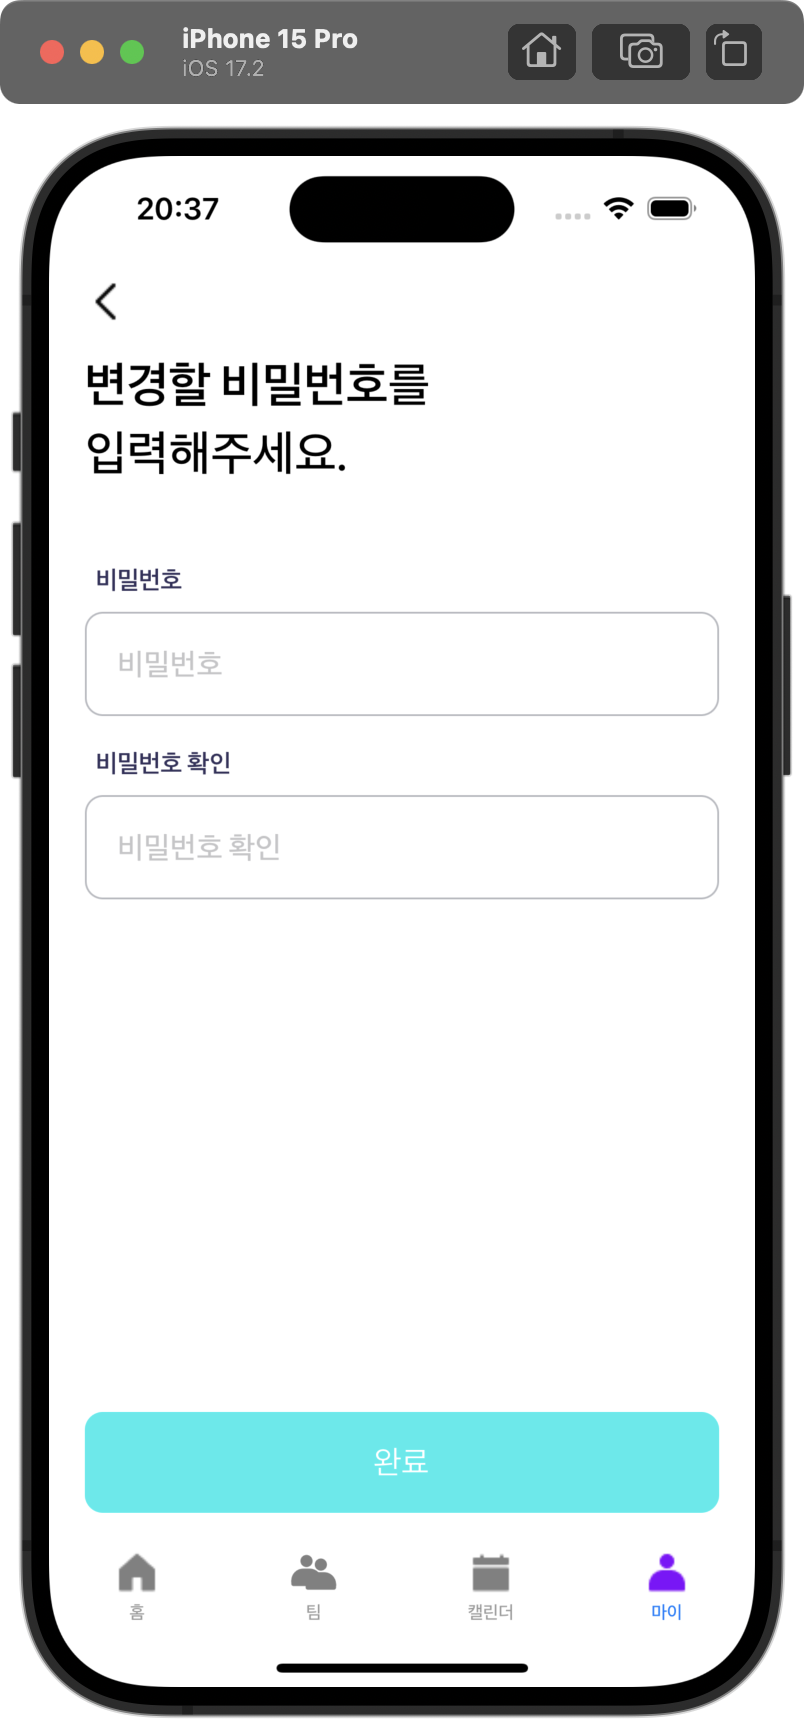 iPhone 15 Pro
iOS 17.2
20:37
변경할 비밀번호를
입력해주세요.
비밀번호
비밀번호
비밀번호 확인
비밀번호 확인
완료
홈
팀
캘린더
마이